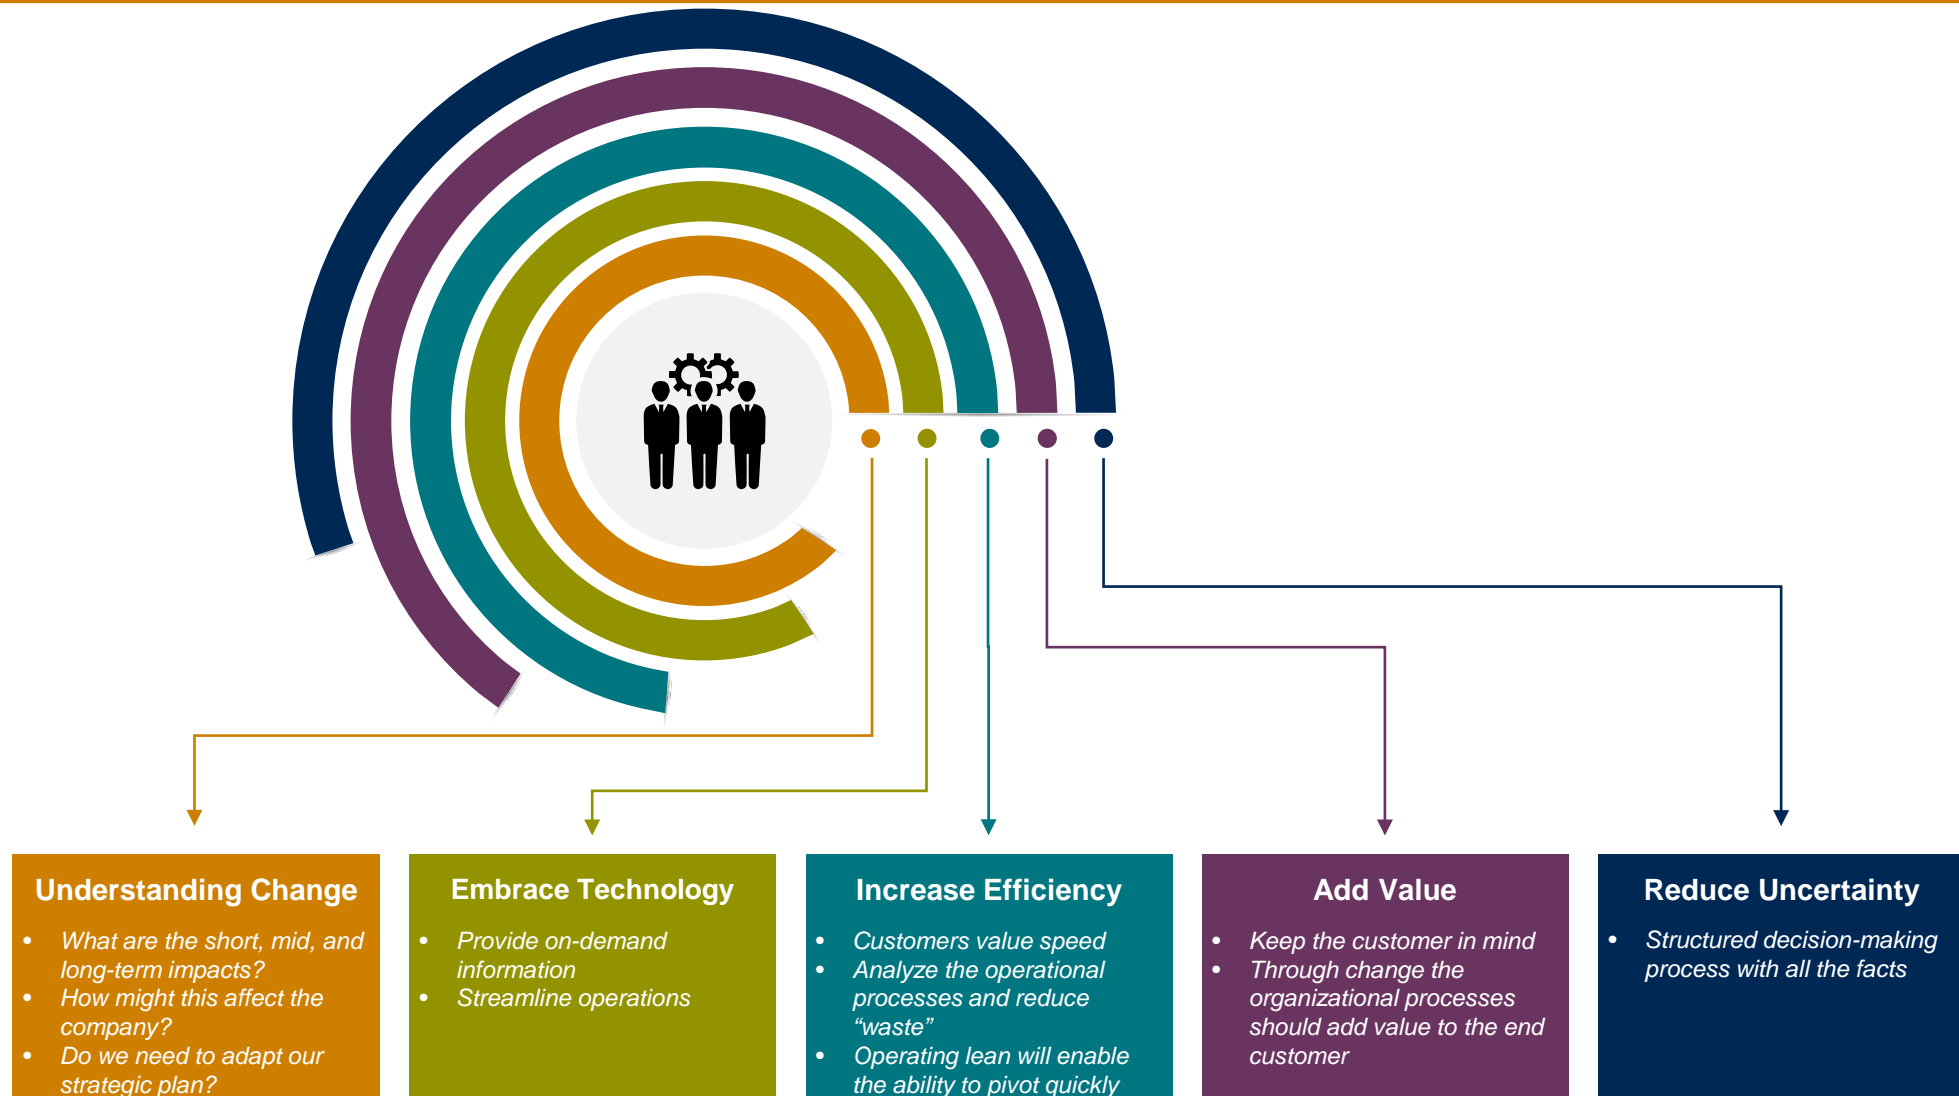 Understanding Change
• What are the short, mid, and
long-term impacts?
• How might this affect the
company?
• Do we need to adapt our
strategic plan?
Embrace Technology
• Provide on-demand
information
• Streamline operations
Increase Efficiency
• Customers value speed
• Analyze the operational
processes and reduce
“waste”
• Operating lean will enable
the ability to pivot quickly
Add Value
• Keep the customer in mind
• Through change the
organizational processes
should add value to the end
customer
Reduce Uncertainty
• Structured decision-making
process with all the facts